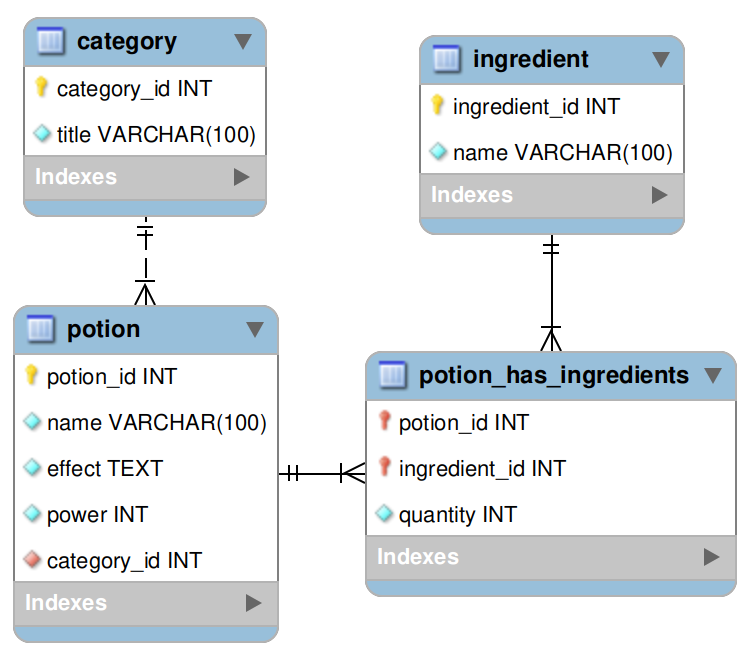 category
category_id INT
title VARCHAR(100)
Indexes
ingredient
ingredient_id INT
name VARCHAR(100)
Indexes
potion
potion_id INT
name VARCHAR(100)
effect TEXT
power INT
category_id INT
Indexes
potion_has_ingredients
potion_id INT
ingredient_id INT
quantity INT
Indexes